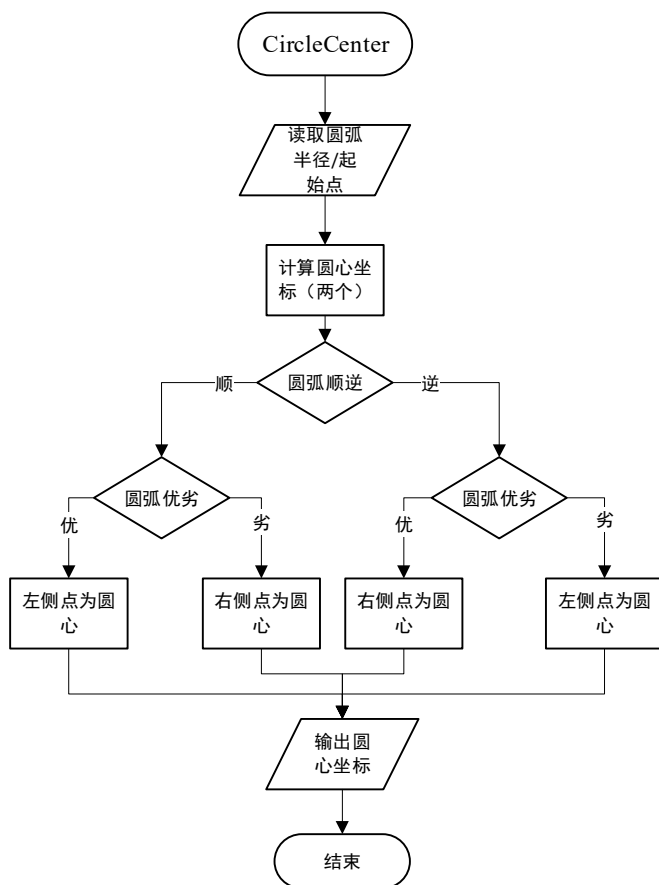 CircleCenter
读取圆弧
半径/起
始点
计算圆心坐
标（两个）
圆弧顺逆
顺
逆
圆弧优劣
圆弧优劣
优
劣
优
劣
左侧点为圆
心
右侧点为圆
心
右侧点为圆
心
左侧点为圆
心
输出圆
心坐标
结束